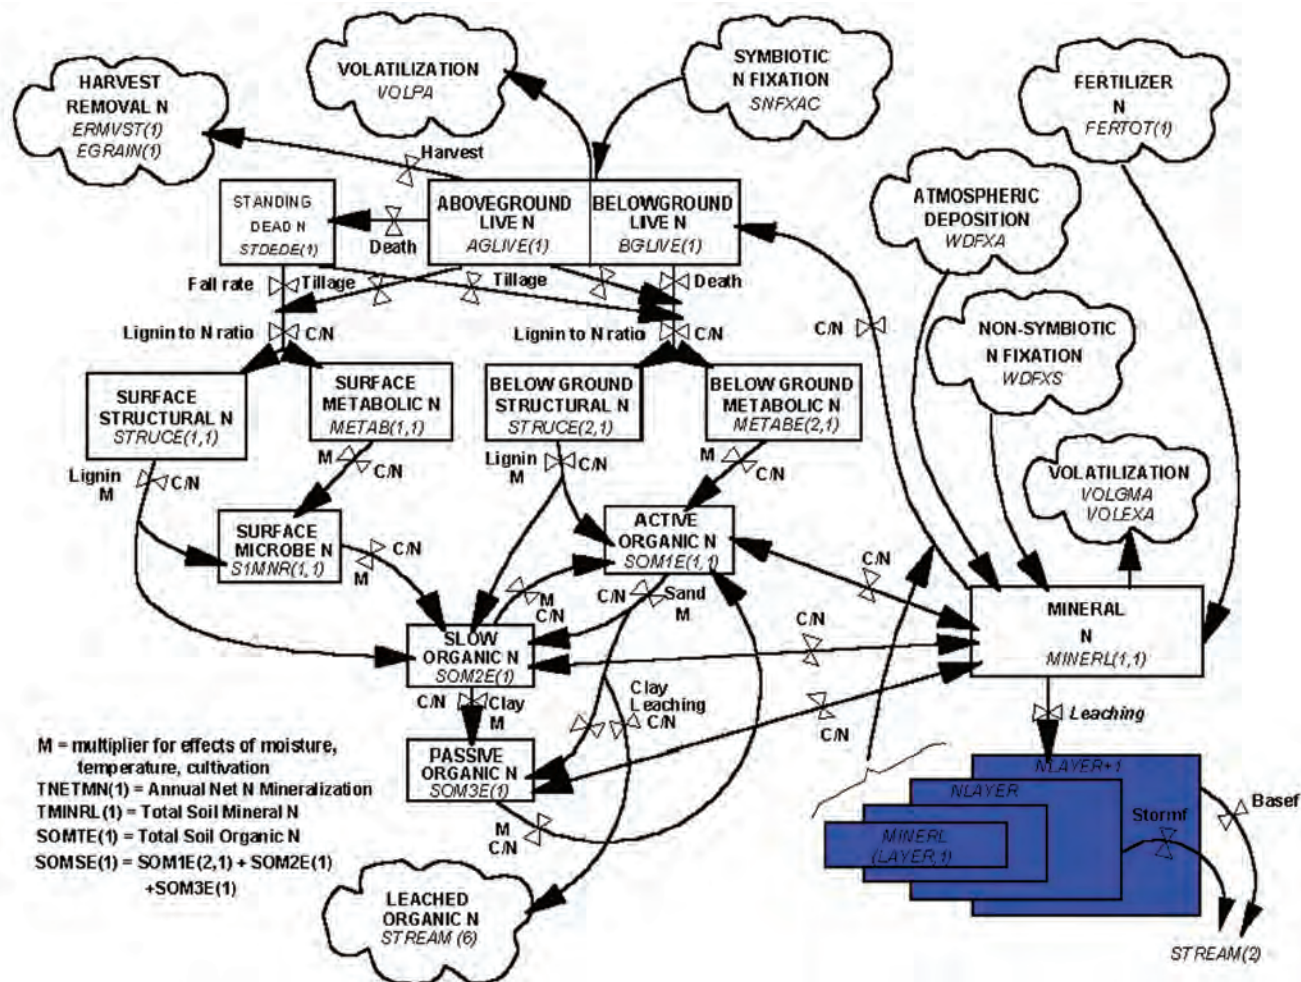 HARVEST
REMOVAL N
ERMVST(1)
EGRAIN(1)
VOLATILIZATION
VOLPA
SYMBIOTIC
N FIXATION
SNFXAC
FERTILIZER
N
FERTOT(1)
Harvest
ATMOSPHERIC
DEPOSITION
WDFXA
STANDING
DEAD N
STDEDE(1)
Death
ABOVEGROUND
LIVE N
AGLIVE(1)
BELOWGROUND
LIVE N
BGLIVE(1)
Fall rate
Tillage
Tillage
Death
Lignin to N ratio
C/N
Lignin to N ratio
C/N
C/N
NON-SYMBIOTIC
N FIXATION
WDFXS
SURFACE
STRUCTURAL N
STRUCE(1,1)
SURFACE
METABOLIC N
METAB(1,1)
BELOW GROUND
STRUCTURAL N
STRUCE(2,1)
BELOW GROUND
METABOLIC N
METABE(2,1)
Lignin
M
C/N
M
C/N
Lignin
M
C/N
M
C/N
VOLATILIZATION
VOLGMA
VOLEXA
SURFACE
MICROBE N
S1MNR(1,1)
C/N
M
ACTIVE
ORGANIC N
SOM1E(1,1)
C/N
M
C/N
C/N
Sand
M
MINERAL
N
MINERL(1,1)
SLOW
ORGANIC N
SOM2E(1)
C/N
C/N
Clay
M
Clay
Leaching
C/N
C/N
Leaching
PASSIVE
ORGANIC N
SOM3E(1)
M
C/N
M = multiplier for effects of moisture,
temperature, cultivation
TNETMN(1) = Annual Net N Mineralization
TMINRL(1) = Total Soil Mineral N
SOMTE(1) = Total Soil Organic N
SOMSE(1) = SOM1E(2,1) + SOM2E(1)
+SOM3E(1)
NLAYER+1
NLAYER
MINERL
(LAYER,1)
Stormf
Basef
LEACHED
ORGANIC N
STREAM (6)
STREAM(2)